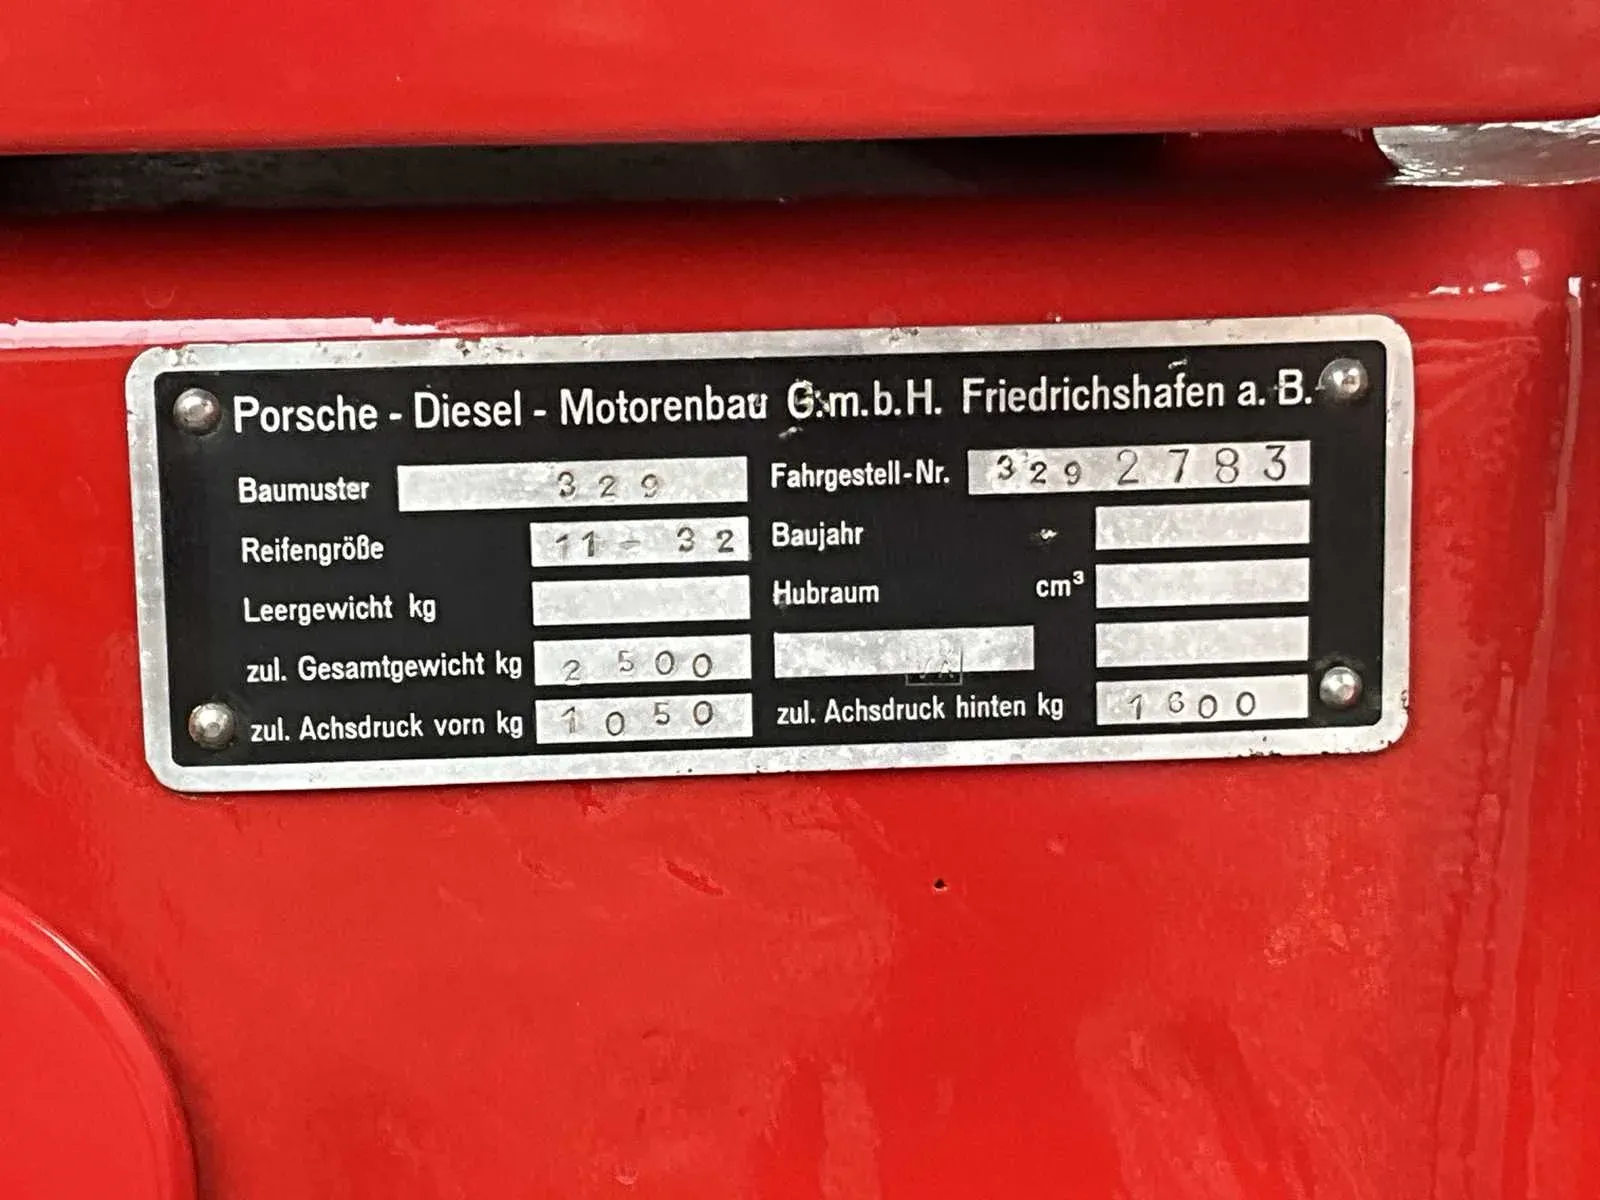 Porsche - Diesel - Motorenbau G.m.b.H. Friedrichshafen a. B.
Baumuster 329 Fahrgestell-Nr. 329 2783
Reifengröße 11 - 32 Baujahr
Leergewicht kg Hubraum cm³
zul. Gesamtgewicht kg 2500 VA
zul. Achsdruck vorn kg 1050 zul. Achsdruck hinten kg 1600